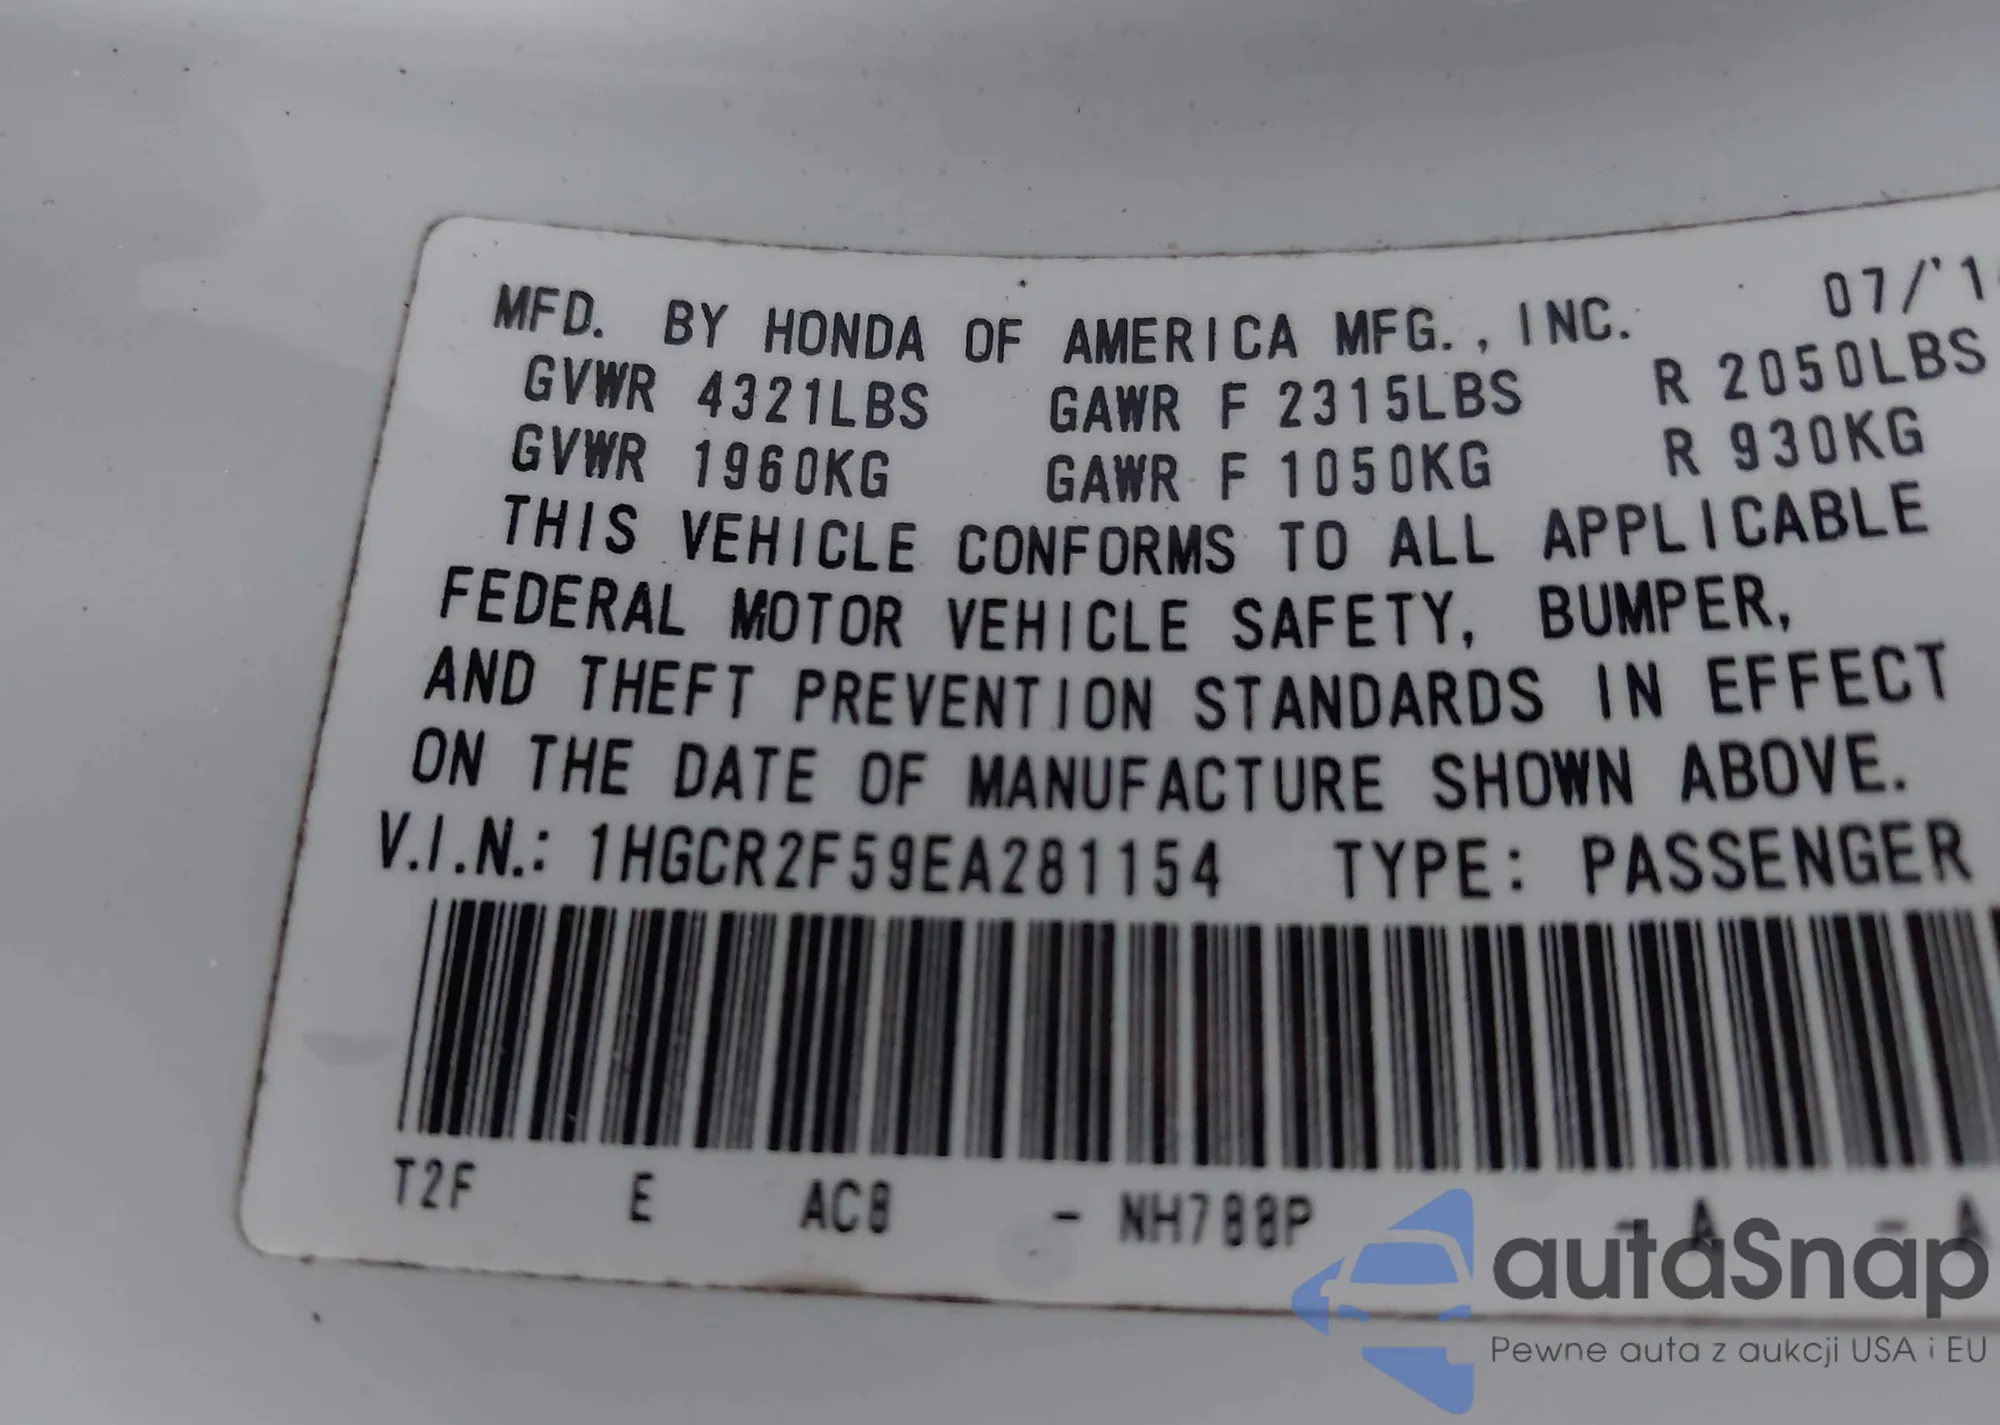 MFD. BY HONDA OF AMERICA MFG., INC. 07/'1
GVWR 4321LBS GAWR F 2315LBS R 2050LBS
GVWR 1960KG GAWR F 1050KG R 930KG
THIS VEHICLE CONFORMS TO ALL APPLICABLE
FEDERAL MOTOR VEHICLE SAFETY, BUMPER,
AND THEFT PREVENTION STANDARDS IN EFFECT
ON THE DATE OF MANUFACTURE SHOWN ABOVE.
V.I.N.: 1HGCR2F59EA281154 TYPE: PASSENGER
T2F E AC8 - NH788P - A - A
autaSnap
Pewne auta z aukcji USA i EU